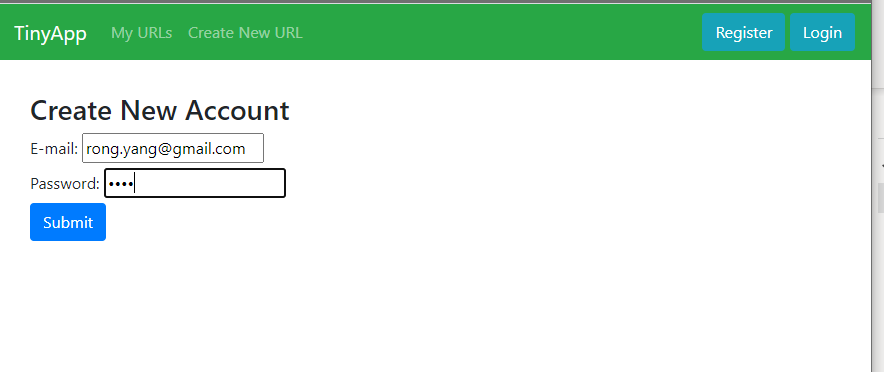 TinyApp My URLs Create New URL Register Login
Create New Account
E-mail: rong.yang@gmail.com
Password: ••••
Submit